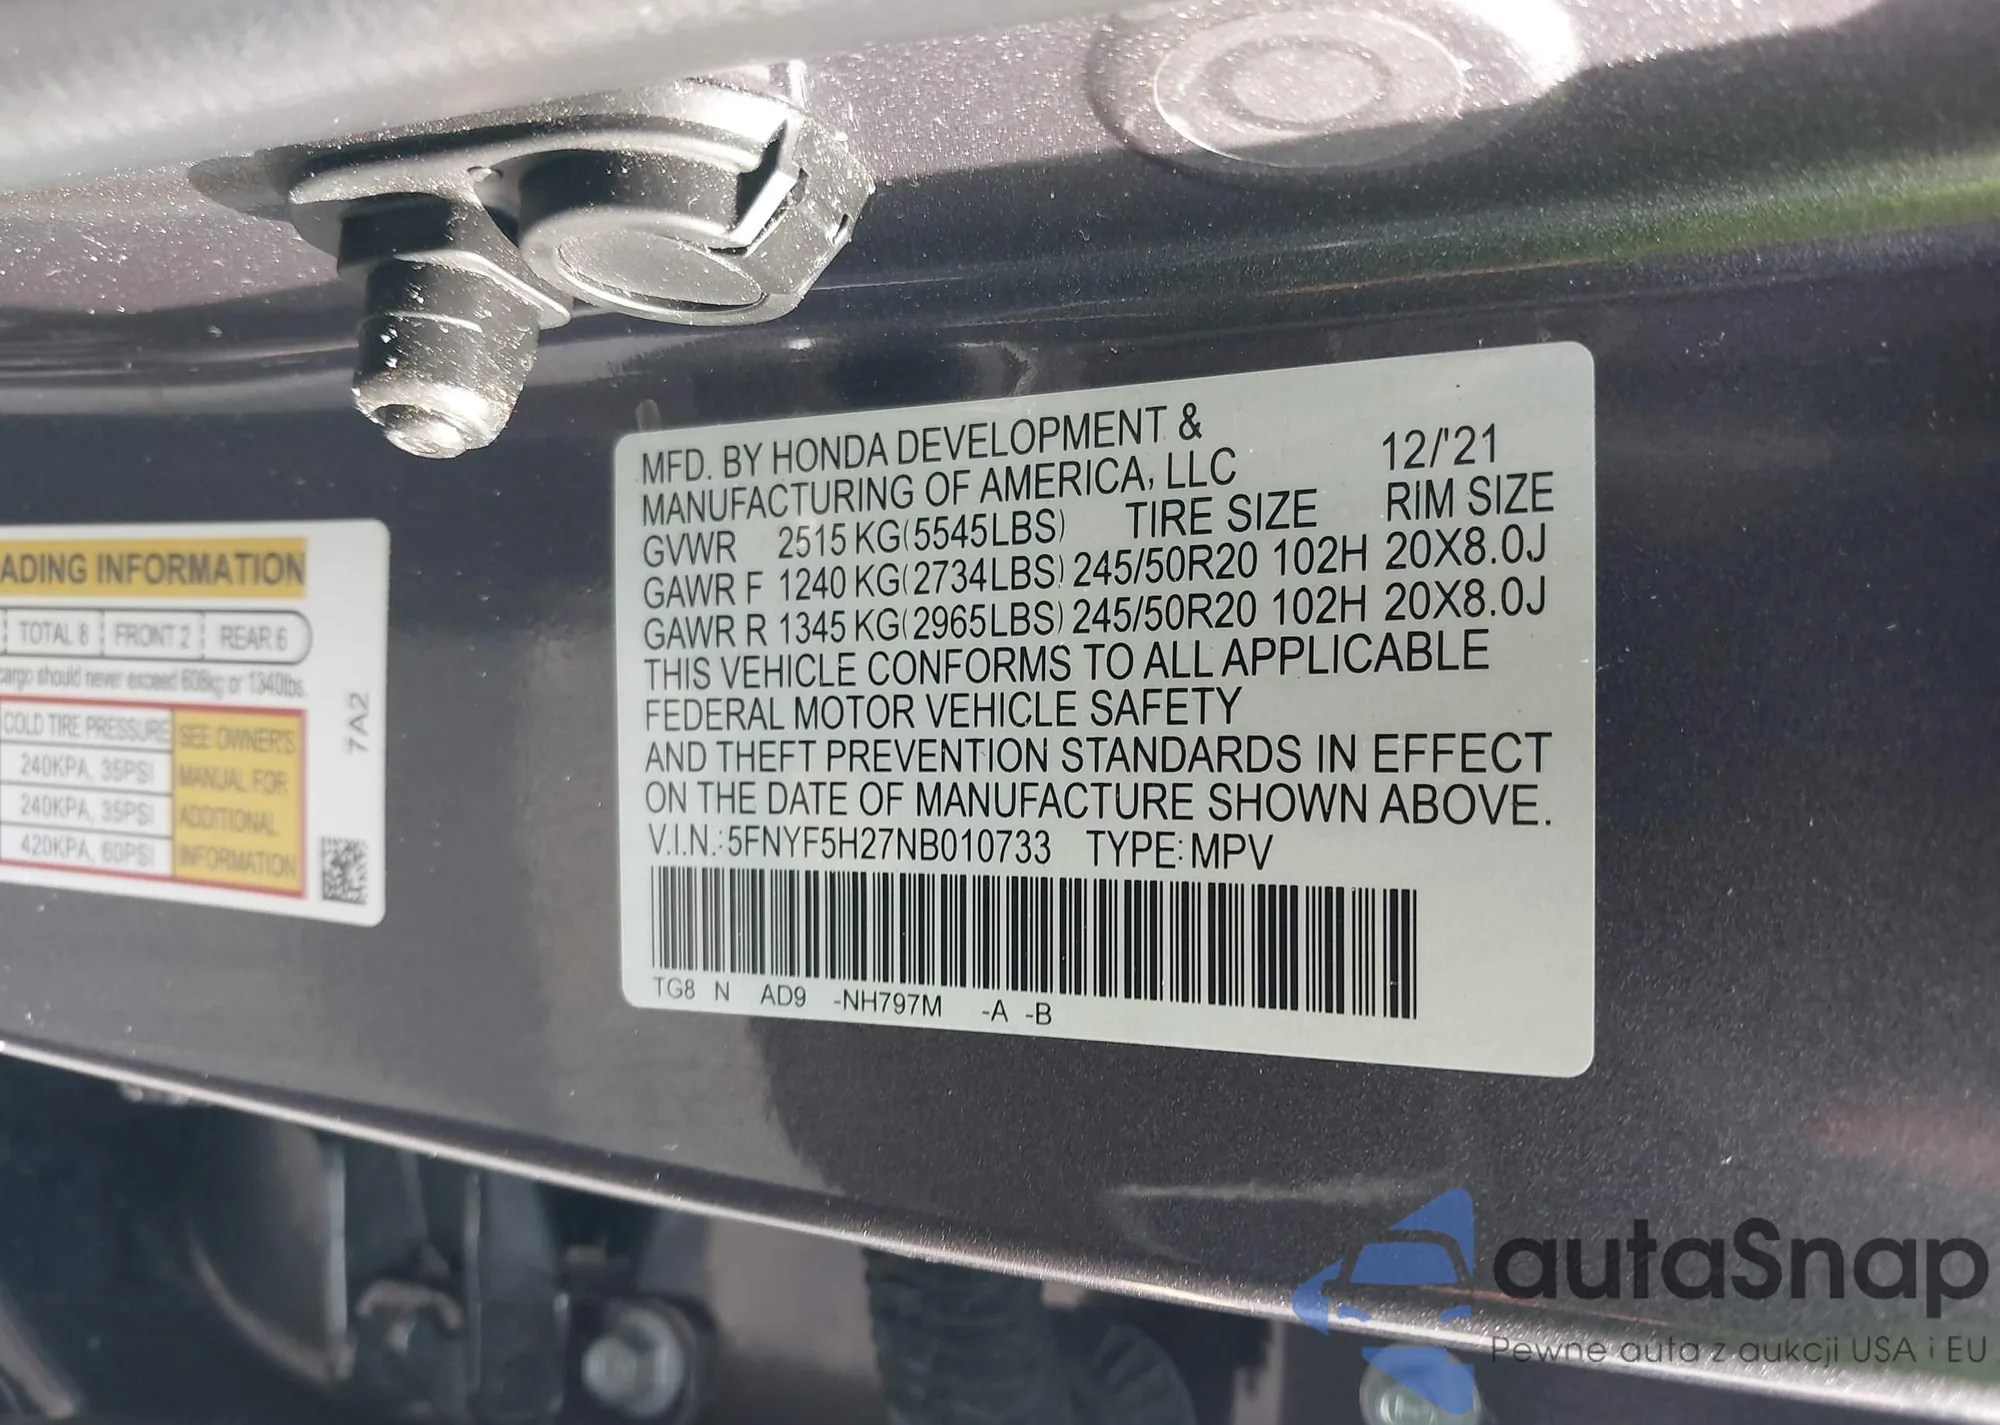 MFD. BY HONDA DEVELOPMENT &
MANUFACTURING OF AMERICA, LLC 12/'21
GVWR 2515 KG(5545LBS) TIRE SIZE RIM SIZE
GAWR F 1240 KG(2734LBS) 245/50R20 102H 20X8.0J
GAWR R 1345 KG(2965LBS) 245/50R20 102H 20X8.0J
THIS VEHICLE CONFORMS TO ALL APPLICABLE
FEDERAL MOTOR VEHICLE SAFETY
AND THEFT PREVENTION STANDARDS IN EFFECT
ON THE DATE OF MANUFACTURE SHOWN ABOVE.
V.I.N.:5FNYF5H27NB010733 TYPE:MPV
TG8 N AD9 -NH797M -A -B
ADING INFORMATION
TOTAL 8 FRONT 2 REAR 6
cargo should never exceed 608kg or 1340lbs.
COLD TIRE PRESSURE
240KPA, 35PSI
240KPA, 35PSI
420KPA, 60PSI
SEE OWNER'S
MANUAL FOR
ADDITIONAL
INFORMATION
7A2
autaSnap
Pewne auta z aukcji USA i EU